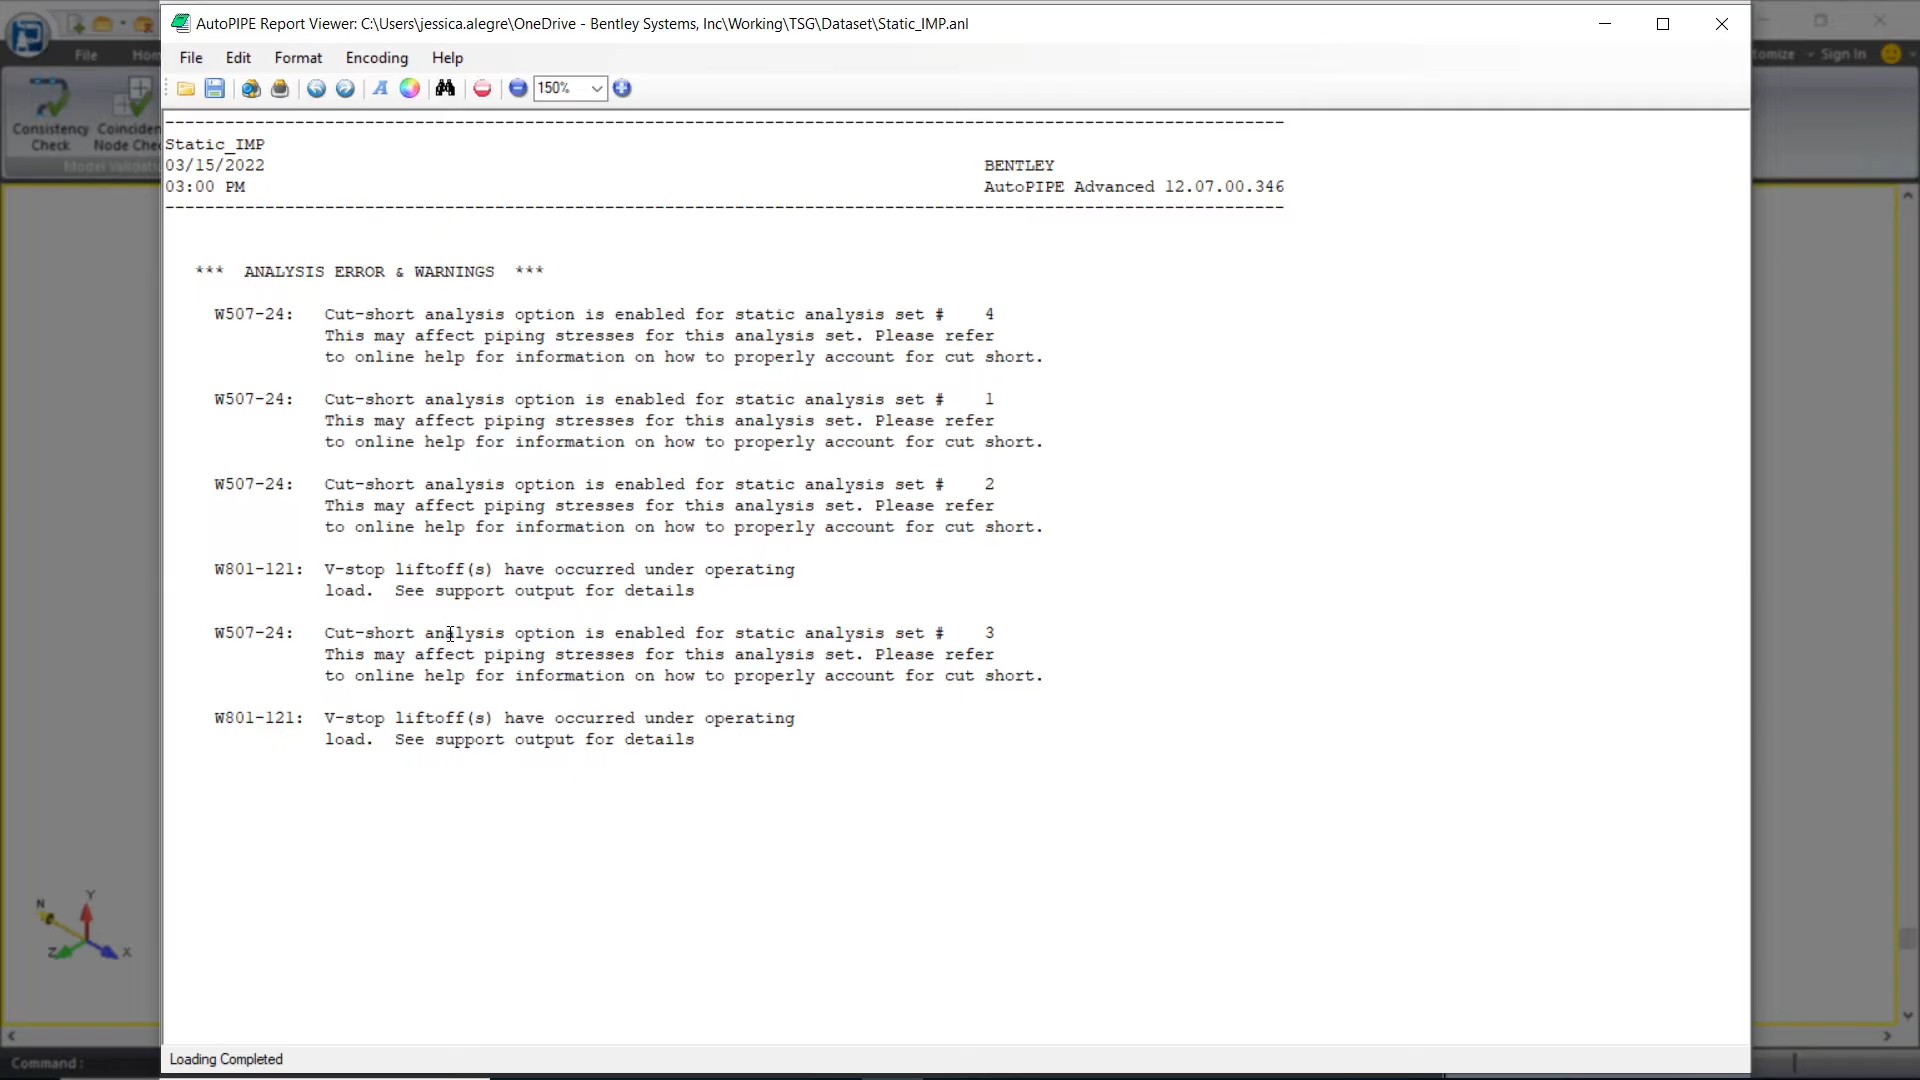 AutoPIPE Report Viewer: C:\Users\jessica.alegre\OneDrive - Bentley Systems, Inc\Working\TSG\Dataset\Static_IMP.anl
File Edit Format Encoding Help
150%
File
Sign In
Consistency Check
Static_IMP
03/15/2022 BENTLEY
03:00 PM AutoPIPE Advanced 12.07.00.346
*** ANALYSIS ERROR & WARNINGS ***
W507-24: Cut-short analysis option is enabled for static analysis set # 4
This may affect piping stresses for this analysis set. Please refer
to online help for information on how to properly account for cut short.
W507-24: Cut-short analysis option is enabled for static analysis set # 1
This may affect piping stresses for this analysis set. Please refer
to online help for information on how to properly account for cut short.
W507-24: Cut-short analysis option is enabled for static analysis set # 2
This may affect piping stresses for this analysis set. Please refer
to online help for information on how to properly account for cut short.
W801-121: V-stop liftoff(s) have occurred under operating
load. See support output for details
W507-24: Cut-short analysis option is enabled for static analysis set # 3
This may affect piping stresses for this analysis set. Please refer
to online help for information on how to properly account for cut short.
W801-121: V-stop liftoff(s) have occurred under operating
load. See support output for details
N Y Z X
Loading Completed
Command :